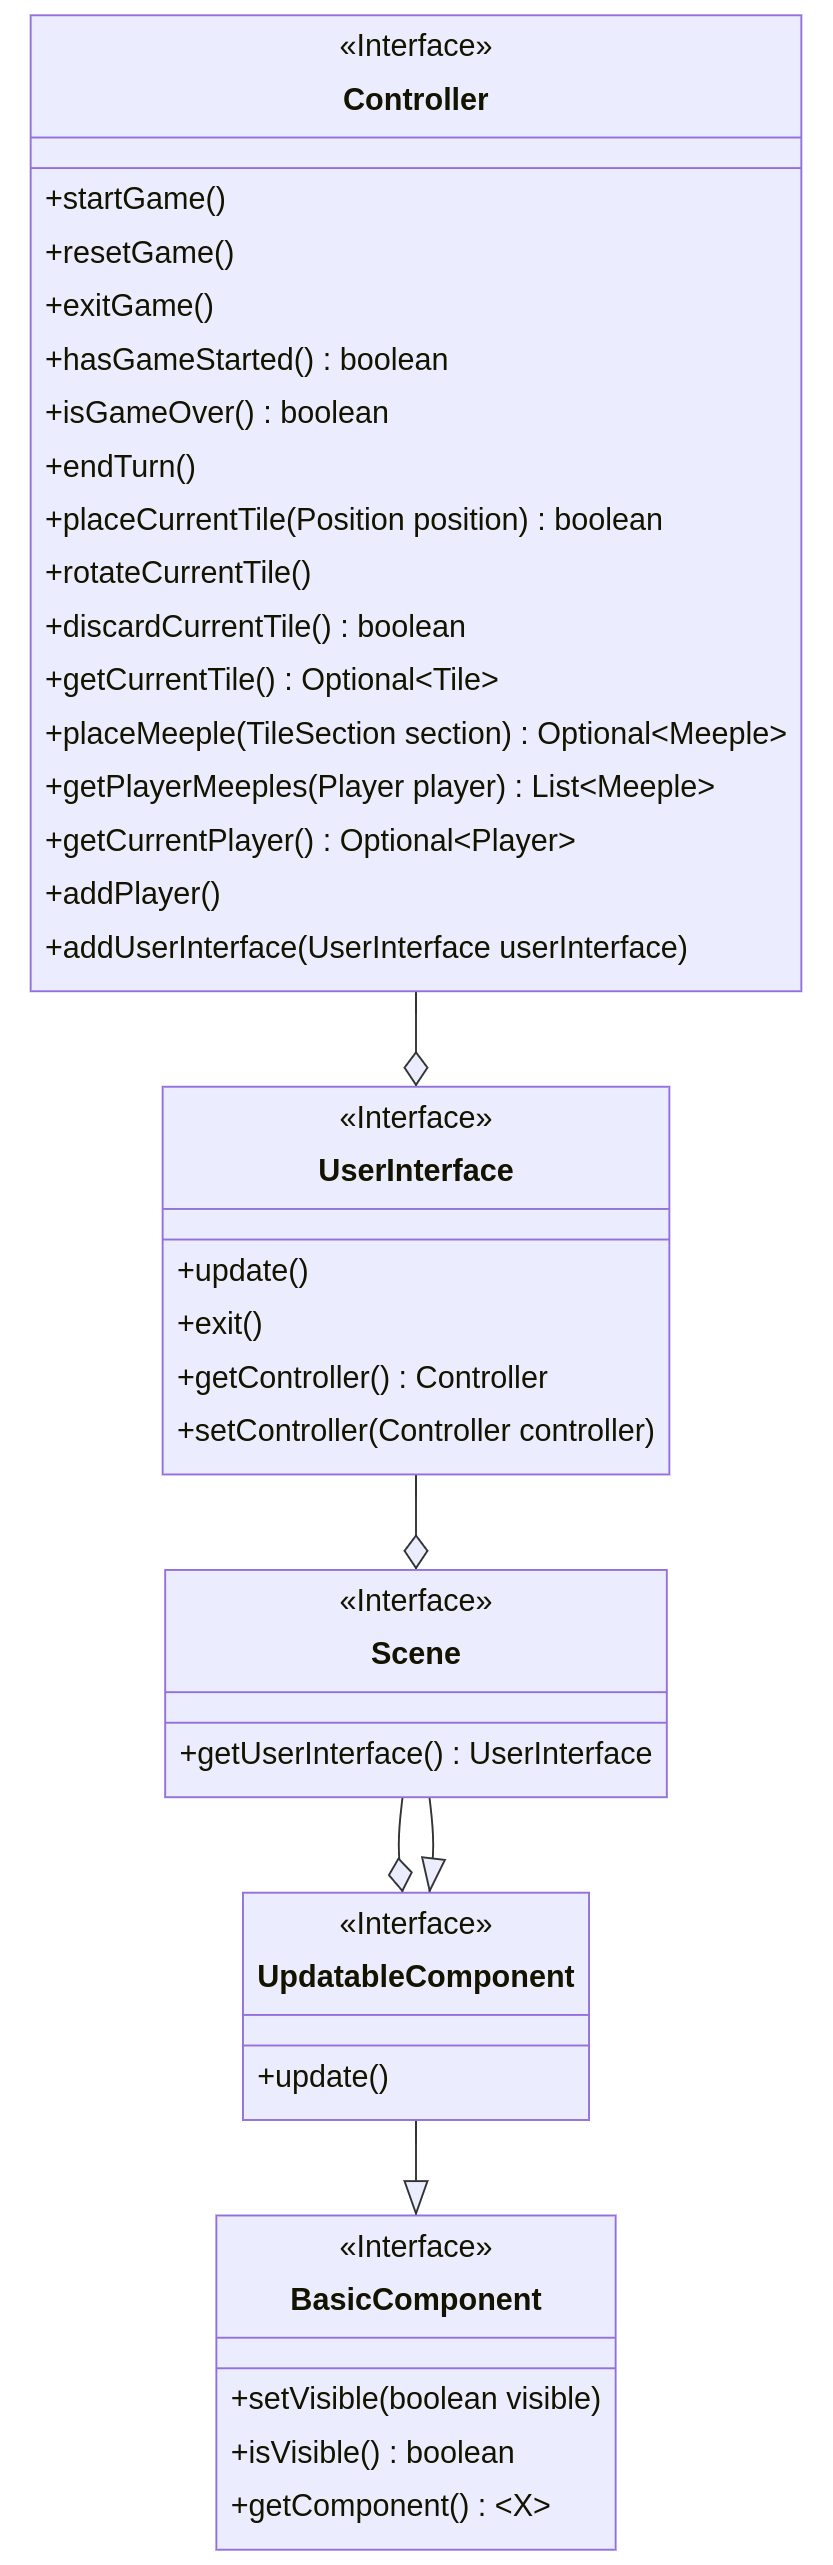 «Interface»
Controller
+startGame()
+resetGame()
+exitGame()
+hasGameStarted() : boolean
+isGameOver() : boolean
+endTurn()
+placeCurrentTile(Position position) : boolean
+rotateCurrentTile()
+discardCurrentTile() : boolean
+getCurrentTile() : Optional<Tile>
+placeMeeple(TileSection section) : Optional<Meeple>
+getPlayerMeeples(Player player) : List<Meeple>
+getCurrentPlayer() : Optional<Player>
+addPlayer()
+addUserInterface(UserInterface userInterface)
«Interface»
UserInterface
+update()
+exit()
+getController() : Controller
+setController(Controller controller)
«Interface»
Scene
+getUserInterface() : UserInterface
«Interface»
UpdatableComponent
+update()
«Interface»
BasicComponent
+setVisible(boolean visible)
+isVisible() : boolean
+getComponent() : <X>